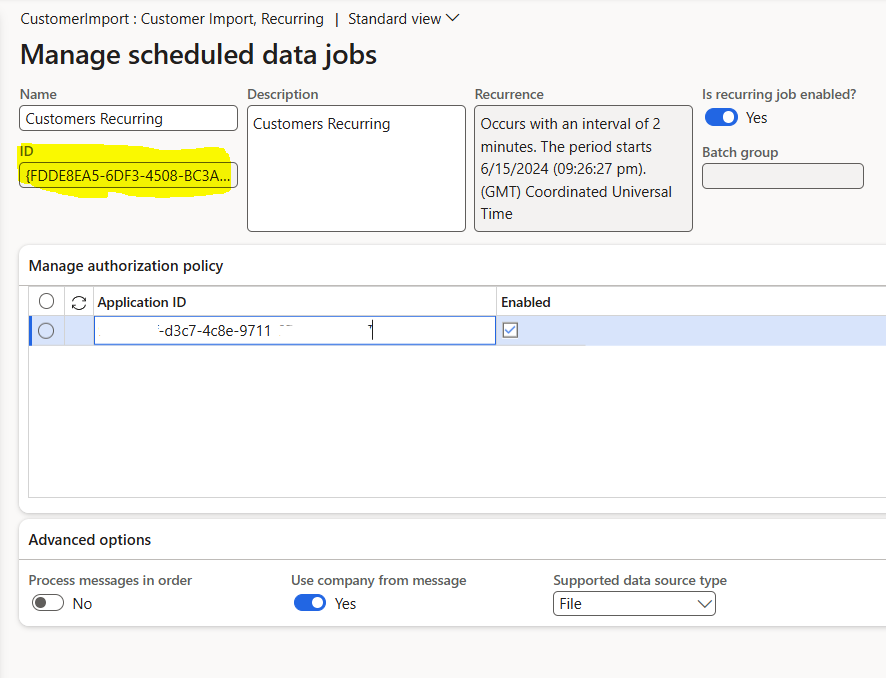 CustomerImport : Customer Import, Recurring | Standard view
Manage scheduled data jobs
Name
Customers Recurring
ID
{FDDE8EA5-6DF3-4508-BC3A...
Description
Customers Recurring
Recurrence
Occurs with an interval of 2
minutes. The period starts
6/15/2024 (09:26:27 pm).
(GMT) Coordinated Universal
Time
Is recurring job enabled?
Yes
Batch group
Manage authorization policy
Application ID Enabled
-d3c7-4c8e-9711
Advanced options
Process messages in order
No
Use company from message
Yes
Supported data source type
File